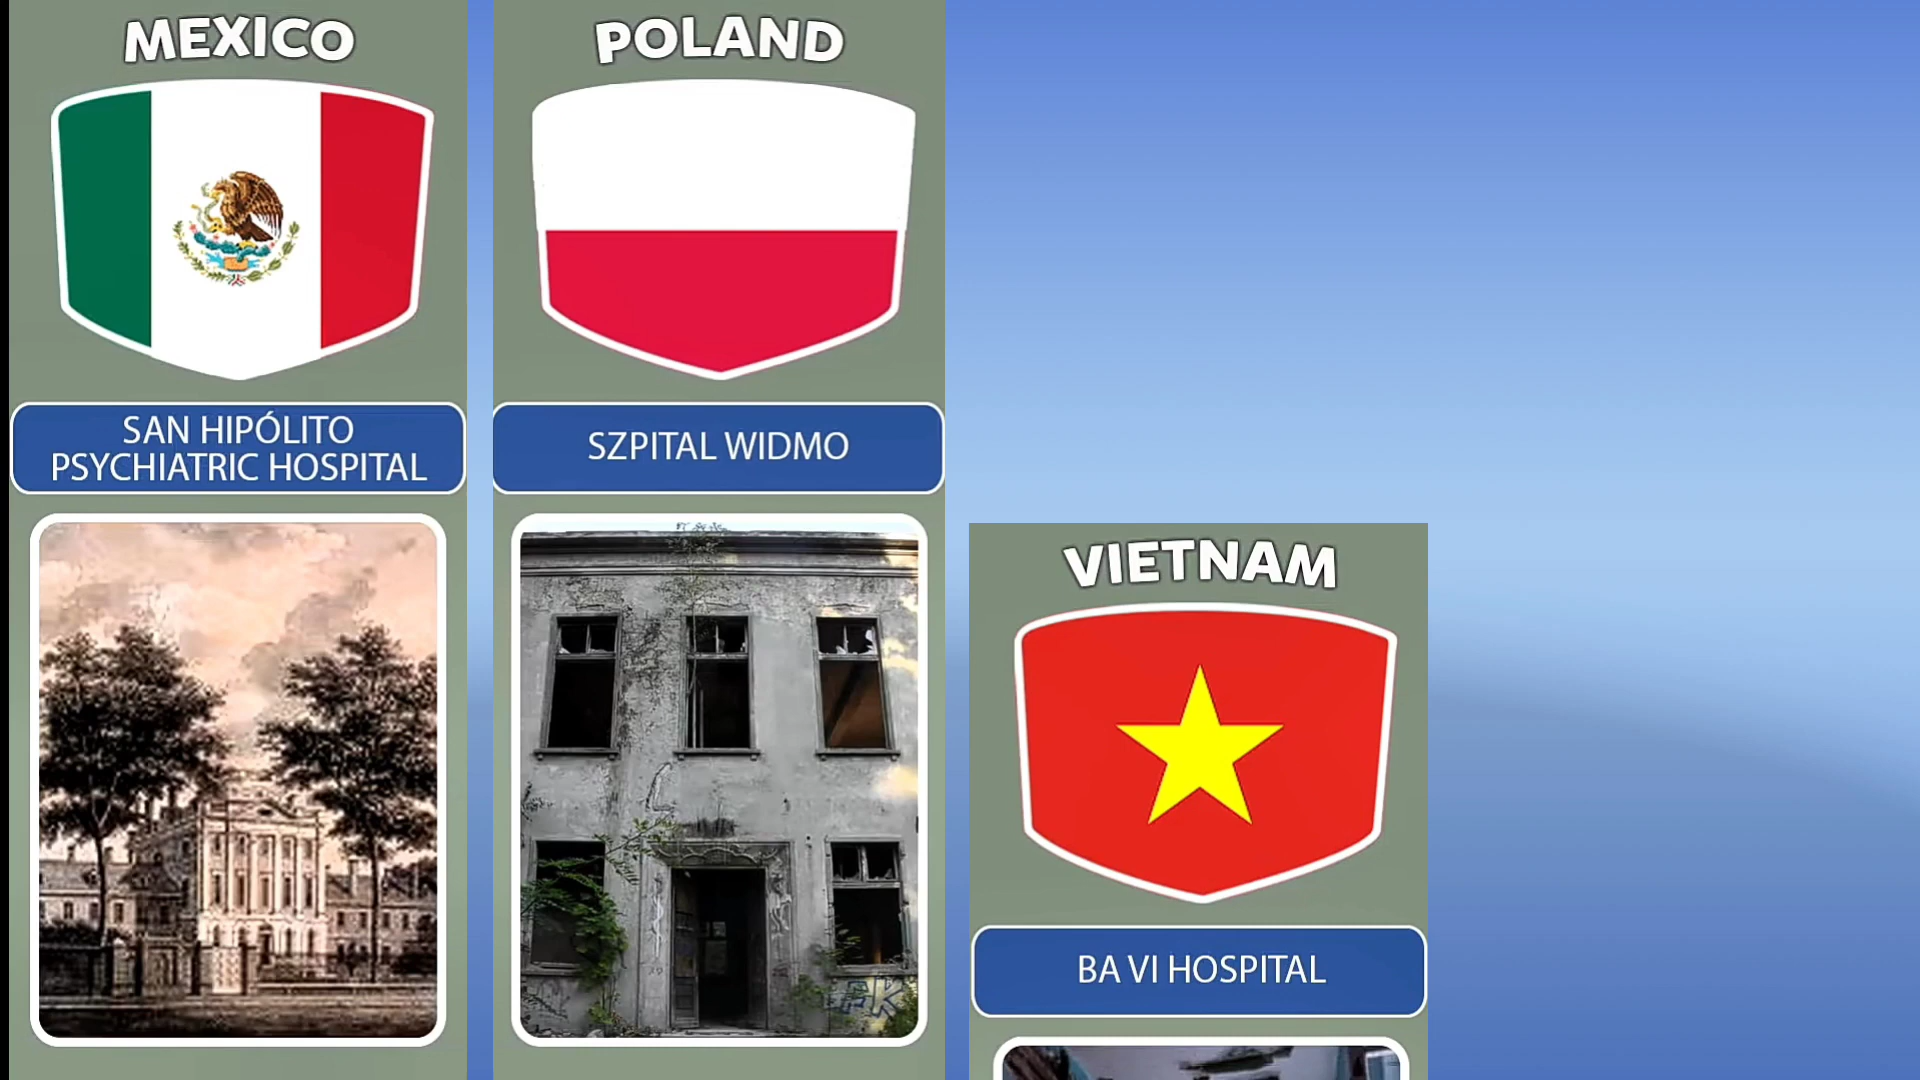 MEXICO
SAN HIPÓLITO
PSYCHIATRIC HOSPITAL
POLAND
SZPITAL WIDMO
VIETNAM
BA VI HOSPITAL